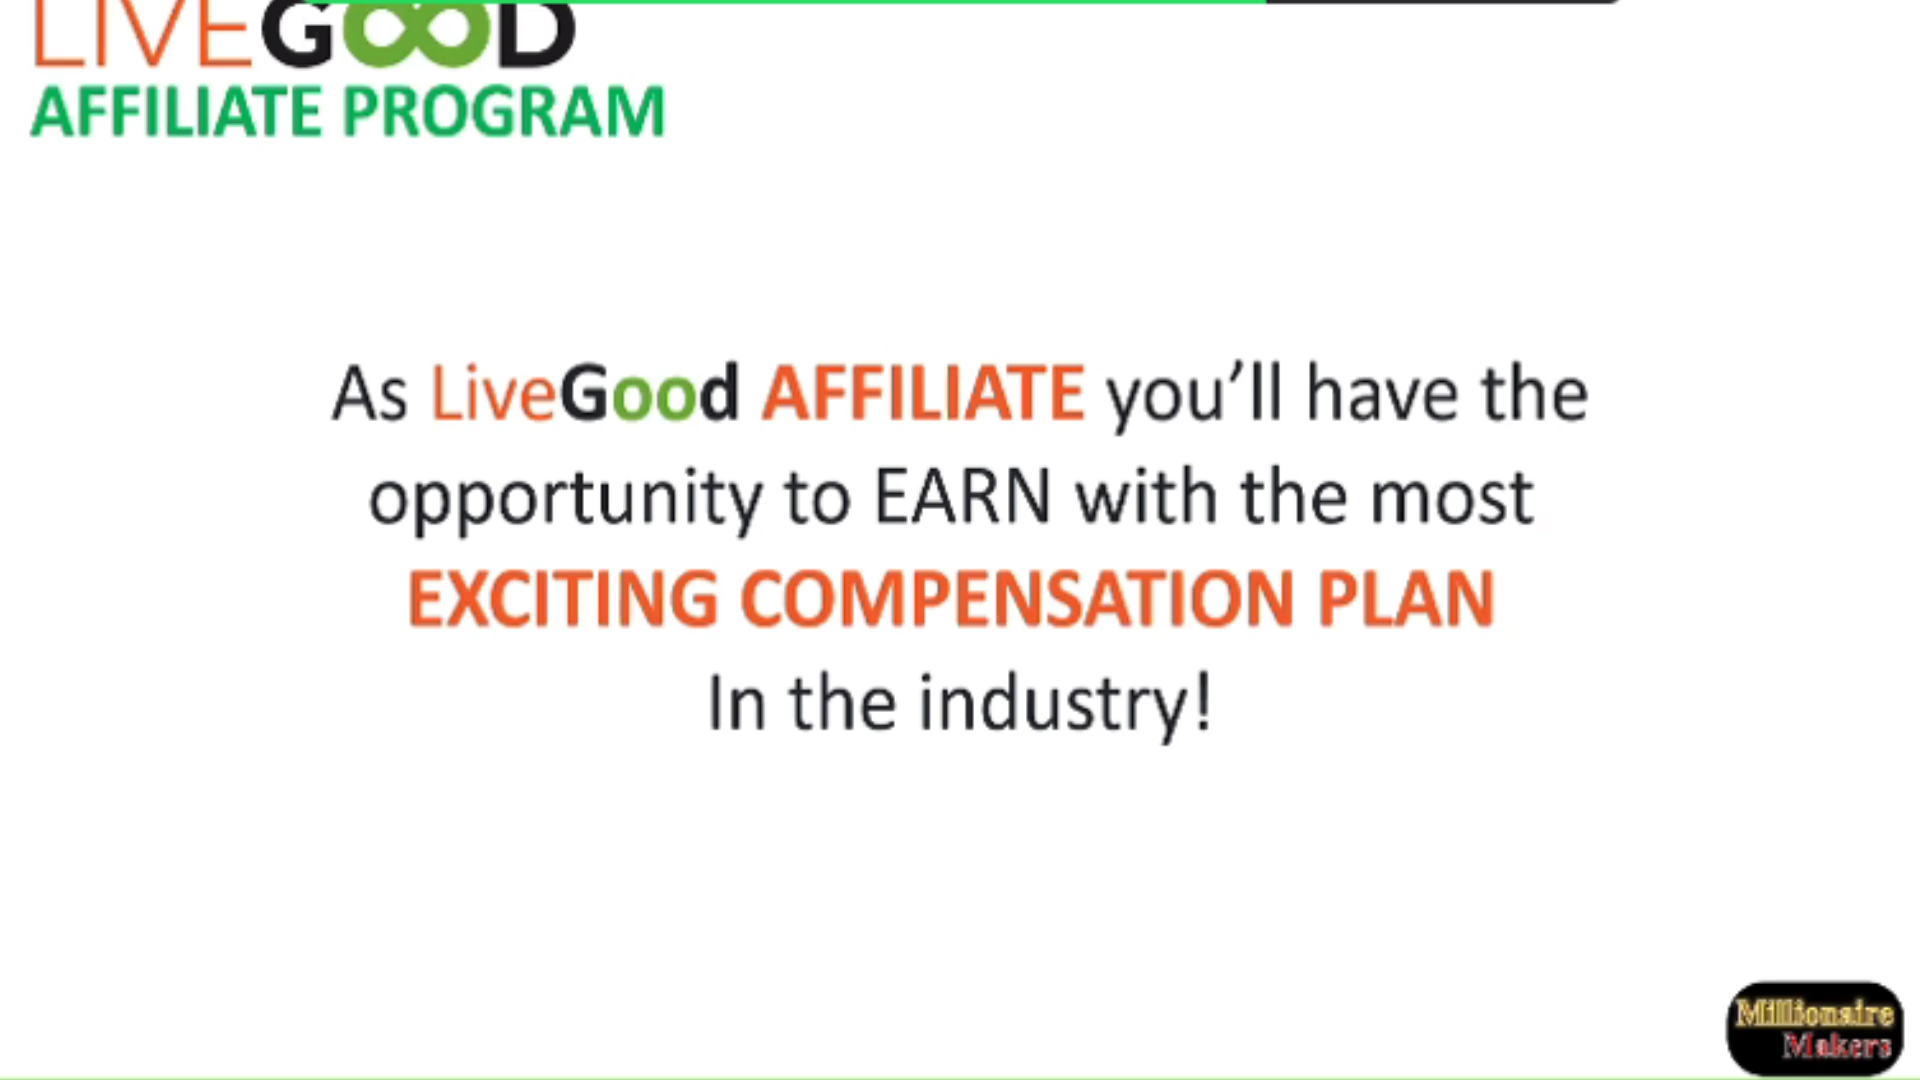 LIVEGOOD
AFFILIATE PROGRAM
As LiveGood AFFILIATE you’ll have the
opportunity to EARN with the most
EXCITING COMPENSATION PLAN
In the industry!
Millionaire
Makers